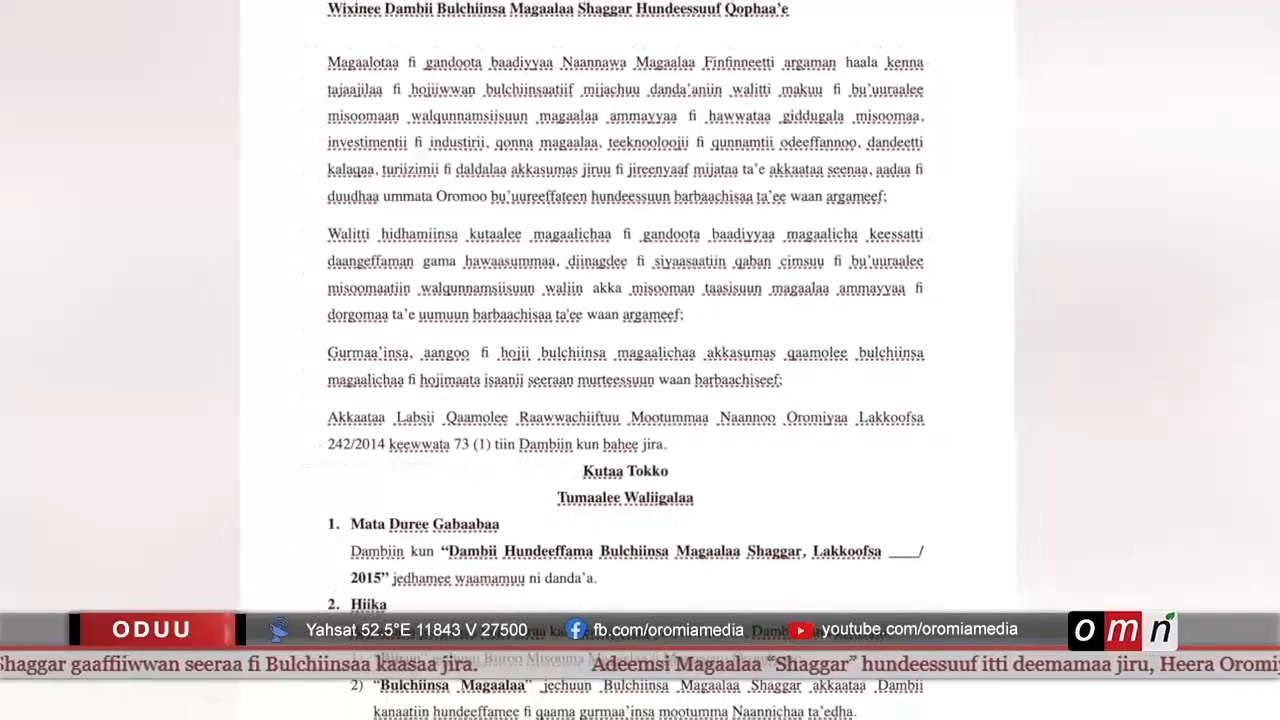 Wixinee Dambii Bulchiinsa Magaalaa Shaggar Hundeessuuf Qophaa'e
Magaalotaa fi gandoota baadiyyaa Naannawa Magaalaa Finfinneetti argaman haala kenna
tajaajilaa fi hojiiwwan bulchiinsaatiif mijachuu danda'aniin walitti makuu fi bu'uuraalee
misoomaan walqunnamsiisuun magaalaa ammayyaa fi hawwataa giddugala misoomaa,
investimentii fi industirii, qonna magaalaa, teeknooloojii fi qunnamtii odeeffannoo, dandeetti
kalaqaa, turiizimii fi daldalaa akkasumas jiruu fi jireenyaaf mijataa ta'e akkaataa seenaa, aadaa fi
duudhaa ummata Oromoo bu'uureeffateen hundeessuun barbaachisaa ta'ee waan argameef;
Walitti hidhamiinsa kutaalee magaalichaa fi gandoota baadiyyaa magaalicha keessatti
daangeffaman gama hawaasummaa, diinagdee fi siyaasaatiin qaban cimsuu fi bu'uuraalee
misoomaatiin walqunnamsiisuun waliin akka misooman taasisuun magaalaa ammayyaa fi
dorgomaa ta'e uumuun barbaachisaa ta'ee waan argameef;
Gurmaa'insa, aangoo fi hojii bulchiinsa magaalichaa akkasumas qaamolee bulchiinsa
magaalichaa fi hojimaata isaanii seeraan murteessuun waan barbaachiseef;
Akkaataa Labsii Qaamolee Raawwachiiftuu Mootummaa Naannoo Oromiyaa Lakkoofsa
242/2014 keewwata 73 (1) tiin Dambiin kun bahee jira.
Kutaa Tokko
Tumaalee Waliigalaa
1. Mata Duree Gabaabaa
Dambiin kun “Dambii Hundeeffama Bulchiinsa Magaalaa Shaggar, Lakkoofsa ____/
2015” jedhamee waamamuu ni danda'a.
2. Hiika
ODUU
Yahsat 52.5°E 11843 V 27500
fb.com/oromiamedia
youtube.com/oromiamedia
omn
Shaggar gaaffiiwwan seeraa fi Bulchiinsaa kaasaa jira. Adeemsi Magaalaa “Shaggar” hundeessuuf itti deemamaa jiru, Heera Oromi
2) “Bulchiinsa Magaalaa” jechuun Bulchiinsa Magaalaa Shaggar akkaataa Dambii
kanaatiin hundeeffamee fi qaama gurmaa'insa mootumma Naannichaa ta'edha.